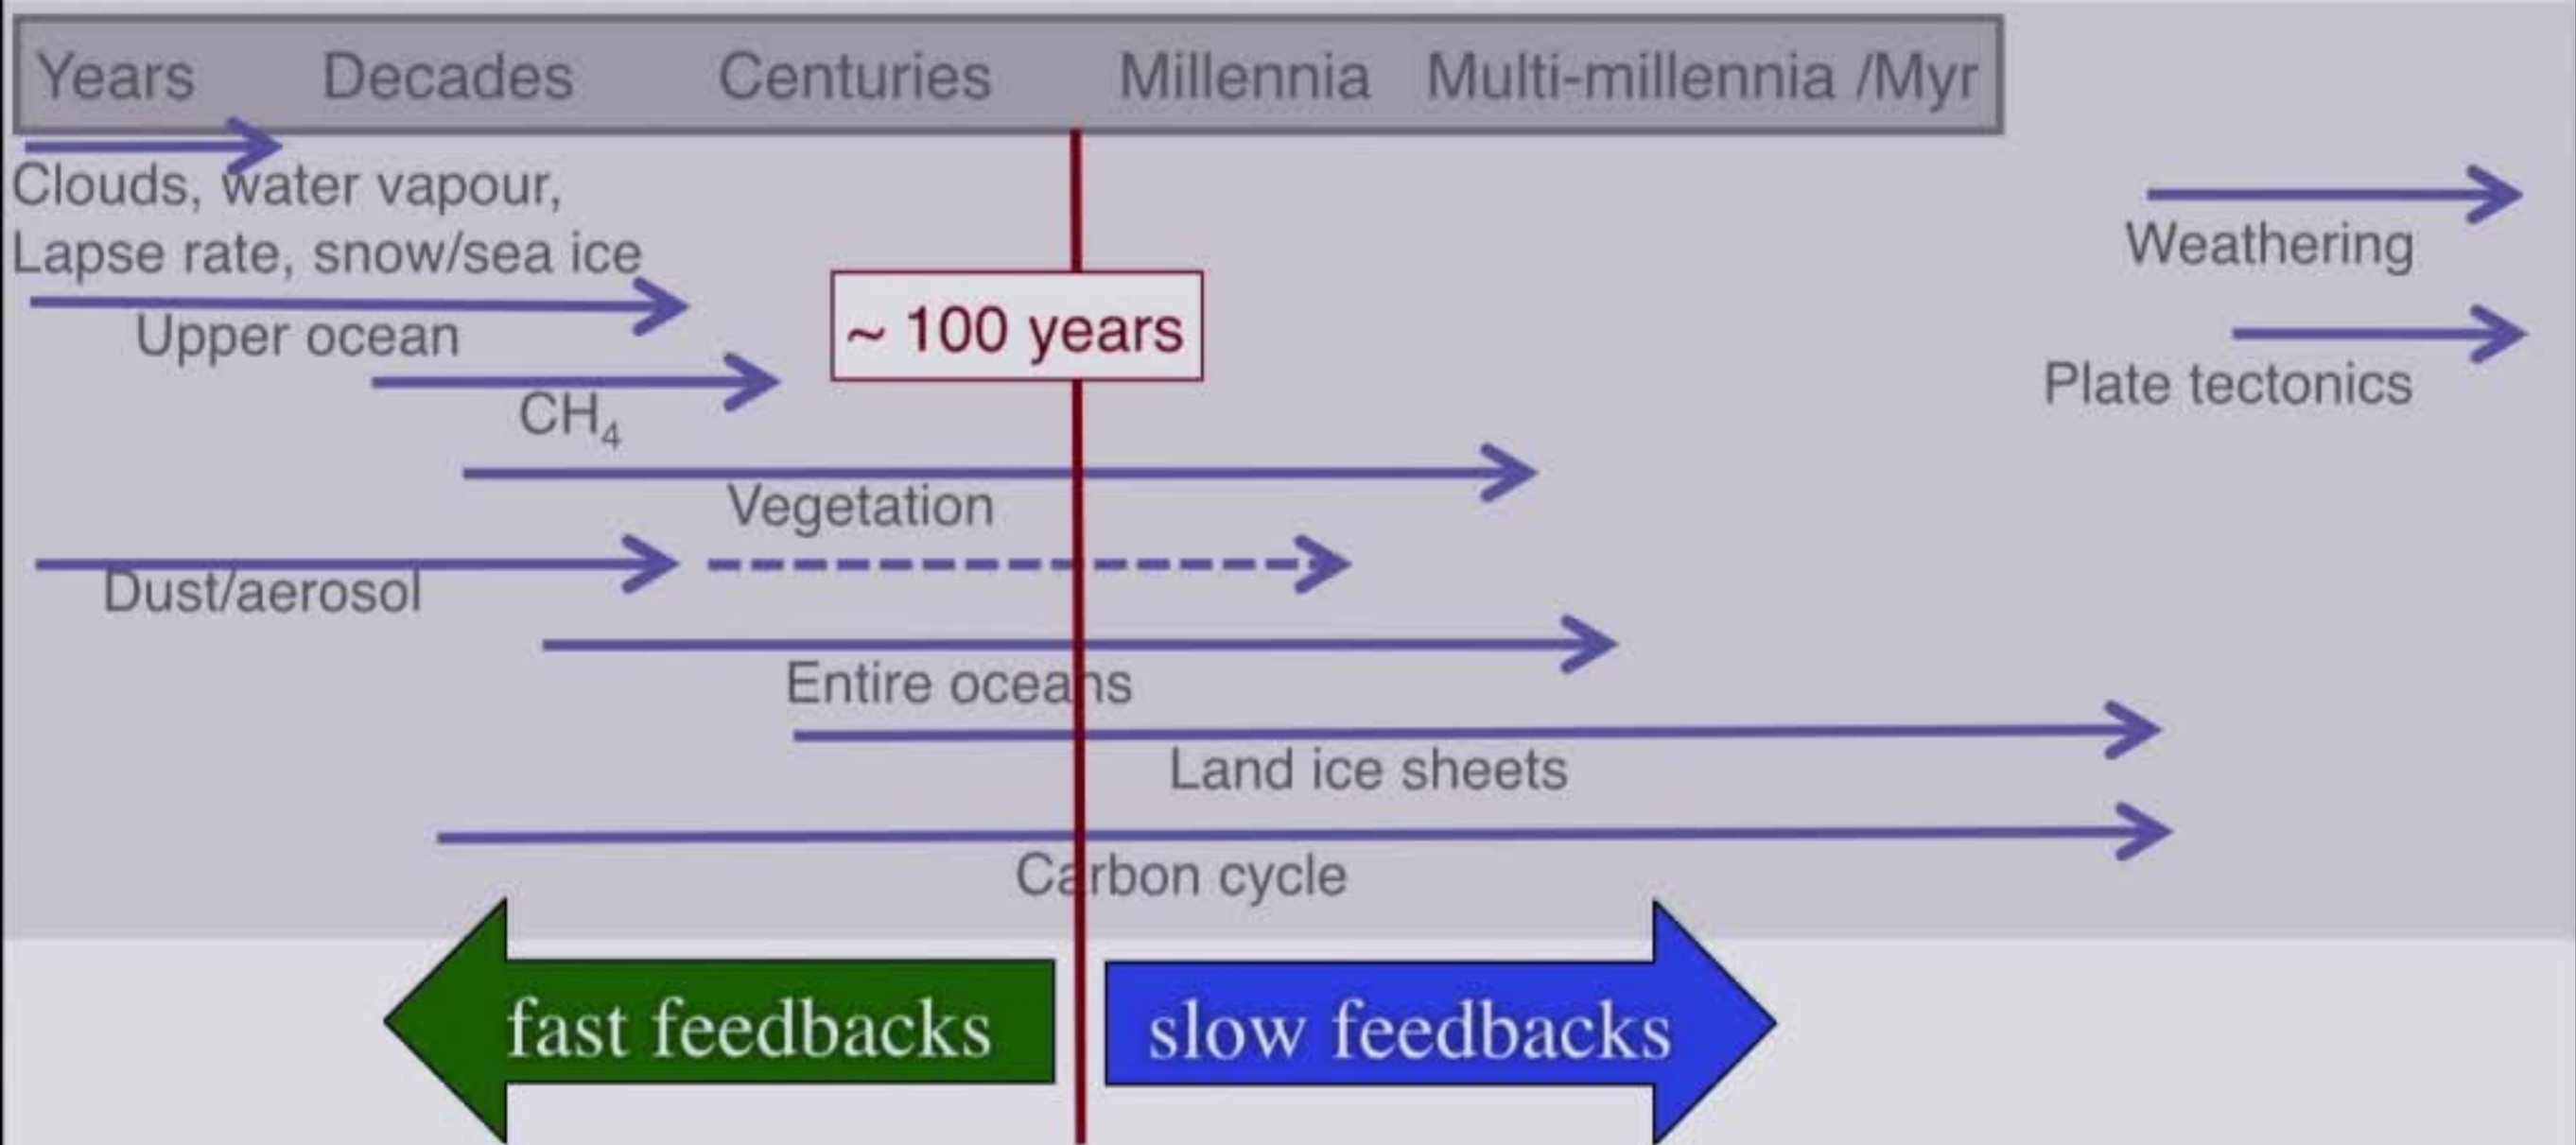 Years Decades Centuries Millennia Multi-millennia /Myr
Clouds, water vapour,
Lapse rate, snow/sea ice
Weathering
Upper ocean
~ 100 years
Plate tectonics
CH₄
Vegetation
Dust/aerosol
Entire oceans
Land ice sheets
Carbon cycle
fast feedbacks
slow feedbacks